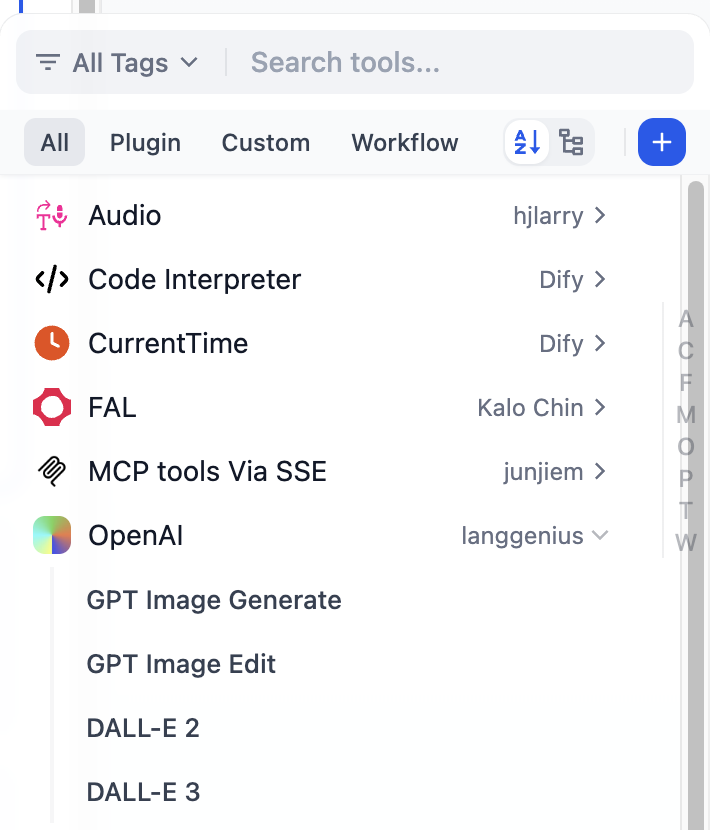 All Tags Search tools...
All Plugin Custom Workflow
Audio hjlarry
Code Interpreter Dify
CurrentTime Dify
FAL Kalo Chin
MCP tools Via SSE junjiem
OpenAI langgenius
GPT Image Generate
GPT Image Edit
DALL-E 2
DALL-E 3
A
C
F
M
O
P
T
W